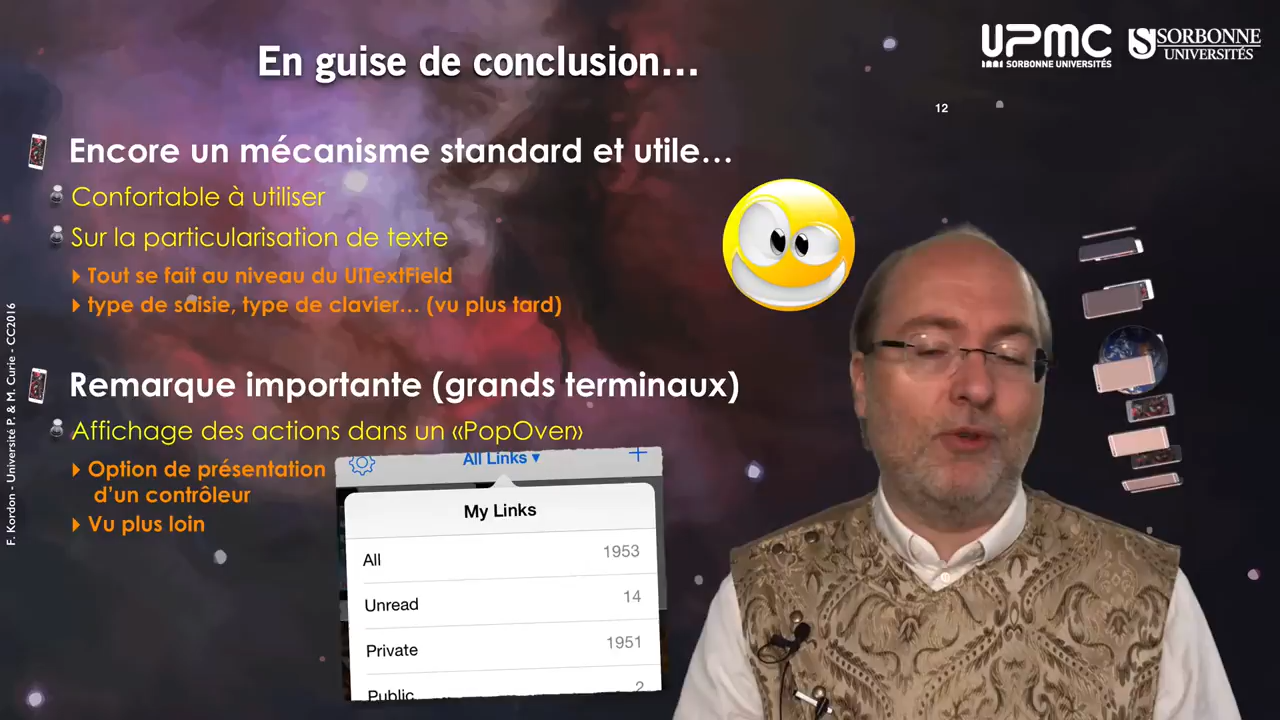 En guise de conclusion...
UPMC
SORBONNE UNIVERSITÉS
SORBONNE
UNIVERSITÉS
12
Encore un mécanisme standard et utile...
Confortable à utiliser
Sur la particularisation de texte
Tout se fait au niveau du UITextField
type de saisie, type de clavier... (vu plus tard)
Remarque importante (grands terminaux)
Affichage des actions dans un «PopOver»
Option de présentation
d'un contrôleur
Vu plus loin
All Links ▾
My Links
All 1953
Unread 14
Private 1951
Public 2
F. Kordon - Université P. & M. Curie - CC2016